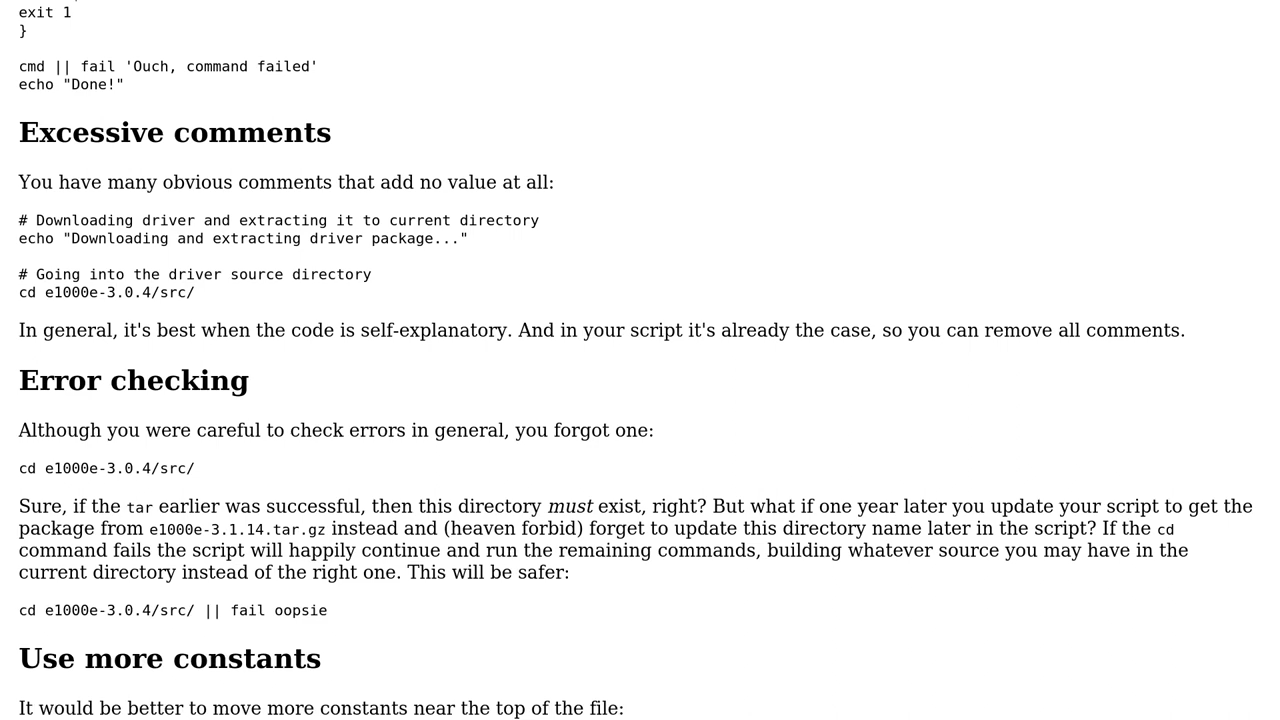 exit 1
}
cmd || fail 'Ouch, command failed'
echo "Done!"
Excessive comments
You have many obvious comments that add no value at all:
# Downloading driver and extracting it to current directory
echo "Downloading and extracting driver package..."
# Going into the driver source directory
cd e1000e-3.0.4/src/
In general, it's best when the code is self-explanatory. And in your script it's already the case, so you can remove all comments.
Error checking
Although you were careful to check errors in general, you forgot one:
cd e1000e-3.0.4/src/
Sure, if the tar earlier was successful, then this directory must exist, right? But what if one year later you update your script to get the
package from e1000e-3.1.14.tar.gz instead and (heaven forbid) forget to update this directory name later in the script? If the cd
command fails the script will happily continue and run the remaining commands, building whatever source you may have in the
current directory instead of the right one. This will be safer:
cd e1000e-3.0.4/src/ || fail oopsie
Use more constants
It would be better to move more constants near the top of the file: